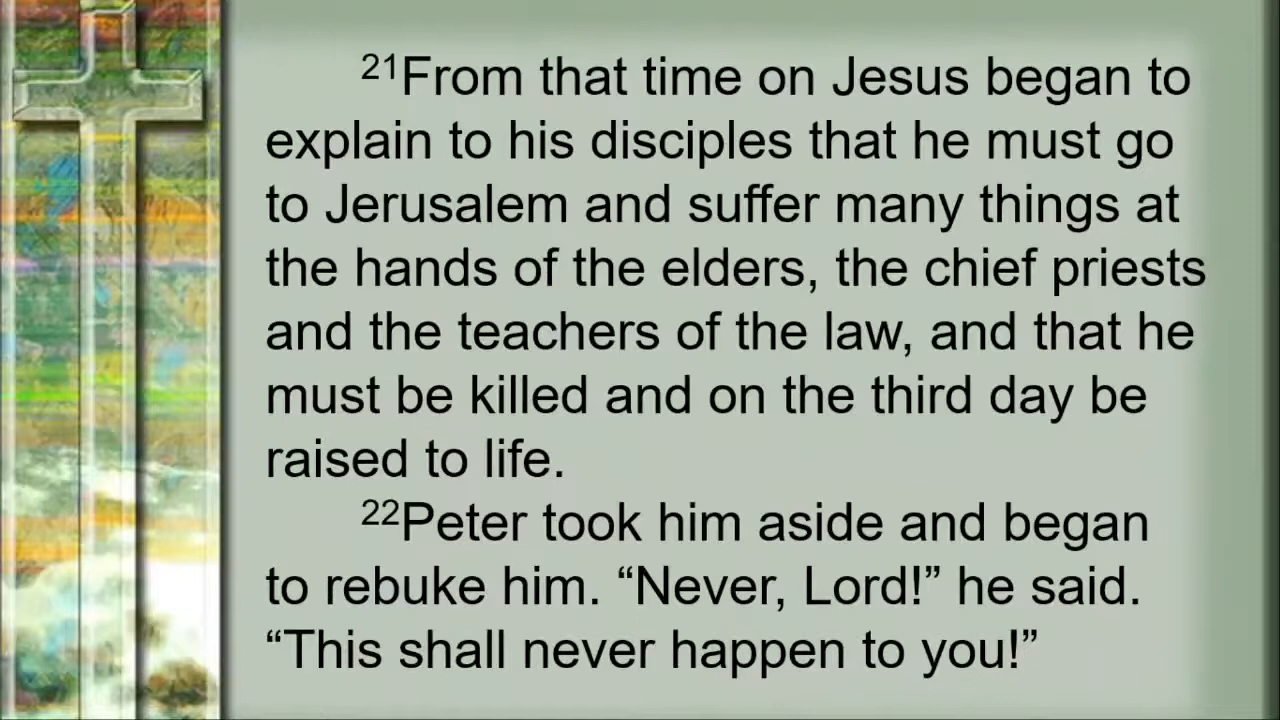 21From that time on Jesus began to
explain to his disciples that he must go
to Jerusalem and suffer many things at
the hands of the elders, the chief priests
and the teachers of the law, and that he
must be killed and on the third day be
raised to life.
22Peter took him aside and began
to rebuke him. “Never, Lord!” he said.
“This shall never happen to you!”